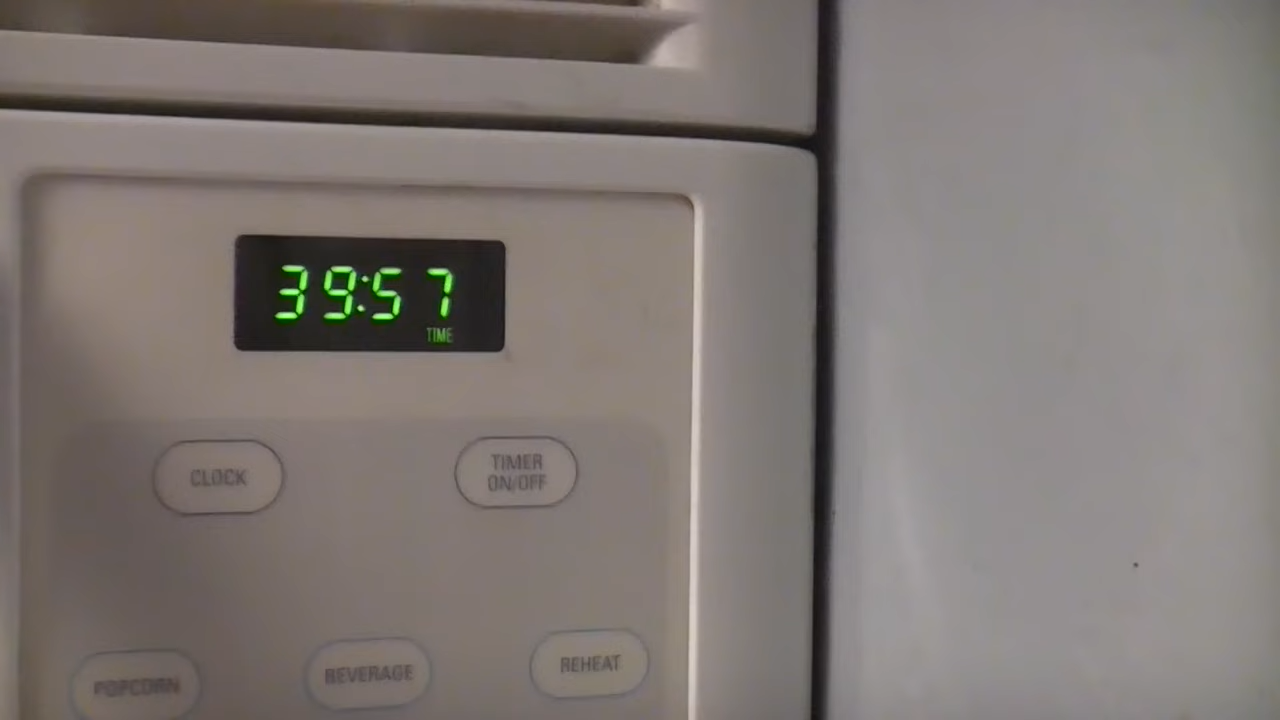 39:57
TIME
CLOCK
TIMER
ON/OFF
POPCORN
BEVERAGE
REHEAT